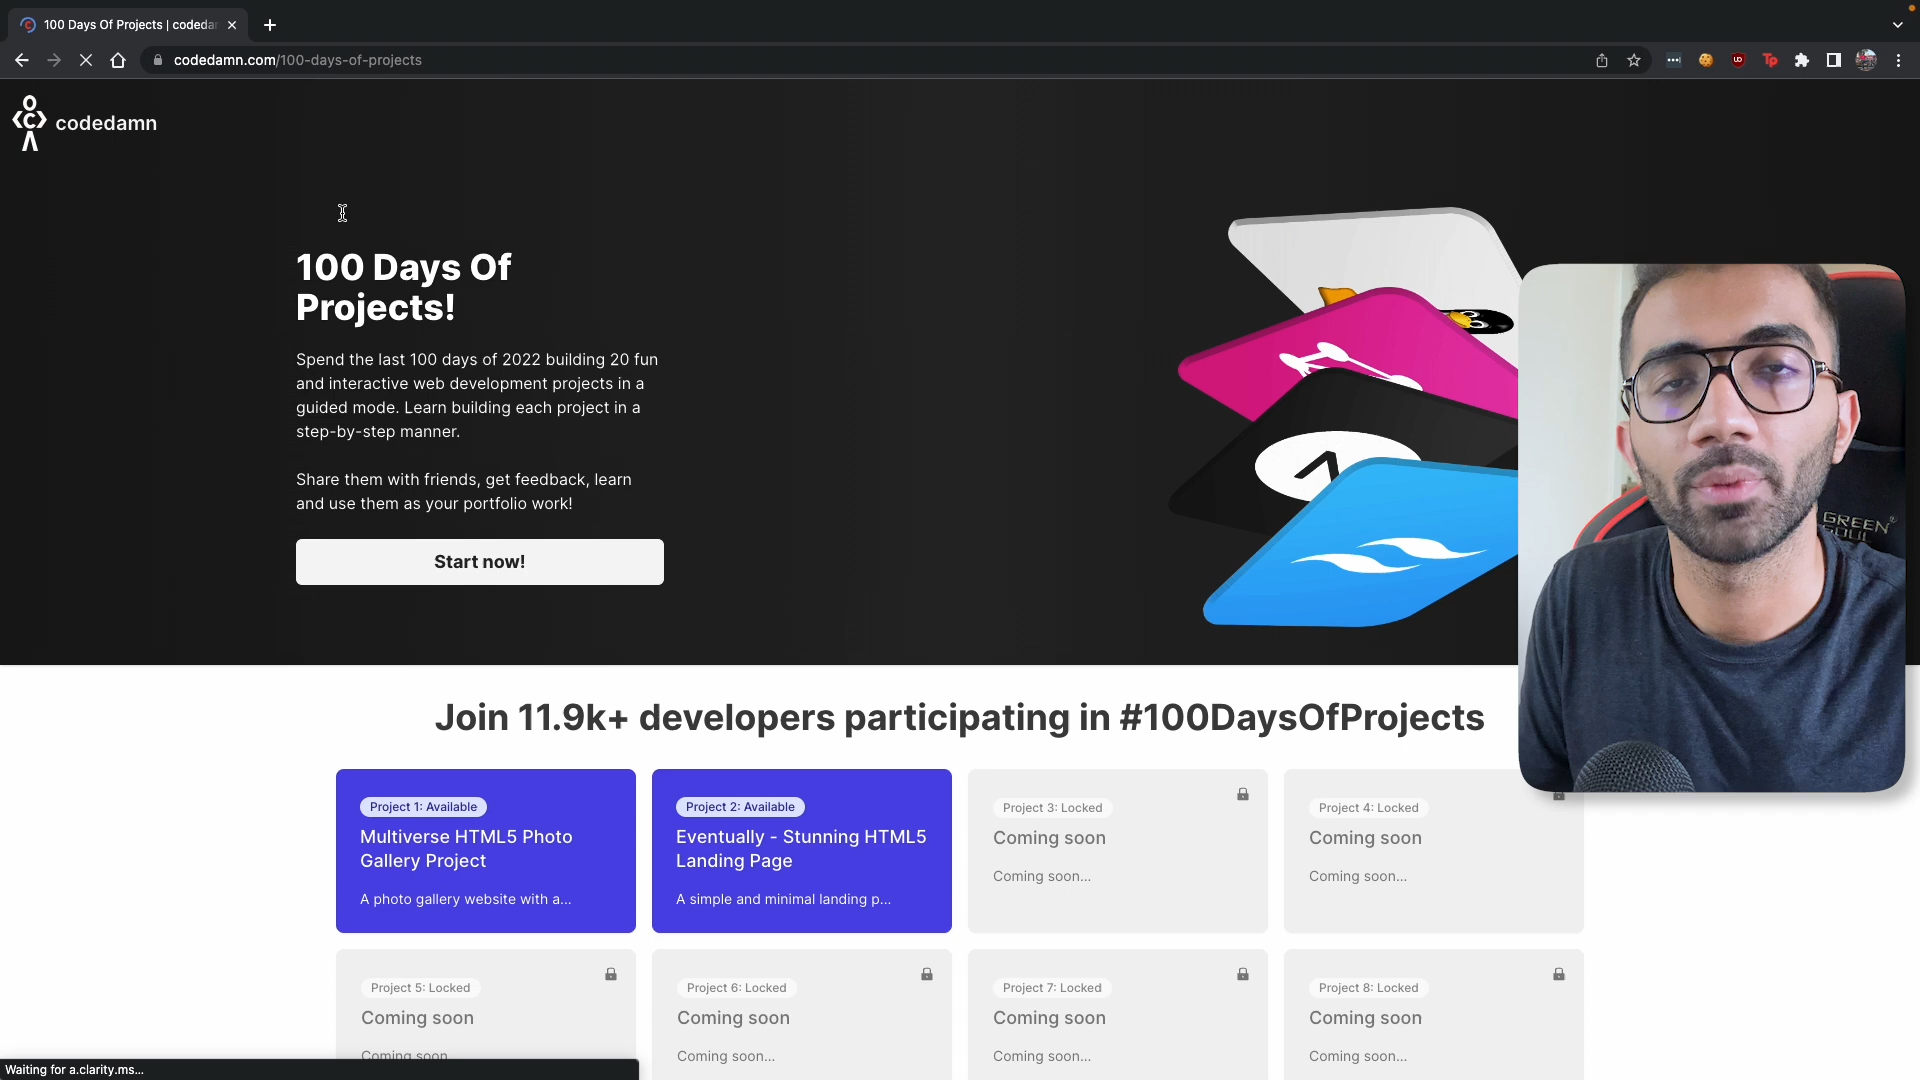 100 Days Of Projects | codeda
codedamn.com/100-days-of-projects
codedamn
100 Days Of
Projects!
Spend the last 100 days of 2022 building 20 fun
and interactive web development projects in a
guided mode. Learn building each project in a
step-by-step manner.
Share them with friends, get feedback, learn
and use them as your portfolio work!
Start now!
GREEN
SOUL
Join 11.9k+ developers participating in #100DaysOfProjects
Project 1: Available
Multiverse HTML5 Photo
Gallery Project
A photo gallery website with a...
Project 2: Available
Eventually - Stunning HTML5
Landing Page
A simple and minimal landing p...
Project 3: Locked
Coming soon
Coming soon...
Project 4: Locked
Coming soon
Coming soon...
Project 5: Locked
Coming soon
Coming soon
Project 6: Locked
Coming soon
Coming soon...
Project 7: Locked
Coming soon
Coming soon...
Project 8: Locked
Coming soon
Coming soon...
Waiting for a.clarity.ms...